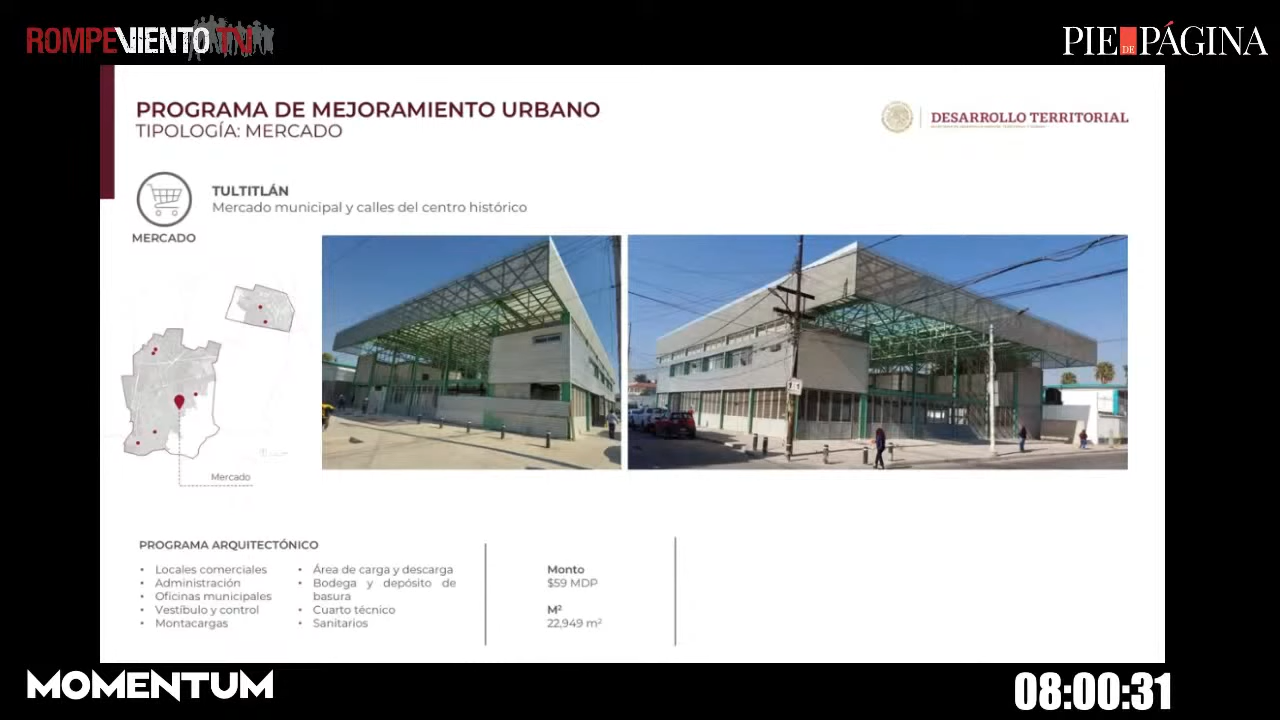 ROMPEVIENTO TV
PIE DE PÁGINA
PROGRAMA DE MEJORAMIENTO URBANO
TIPOLOGÍA: MERCADO
DESARROLLO TERRITORIAL
TULTITLÁN
Mercado municipal y calles del centro histórico
MERCADO
Mercado
PROGRAMA ARQUITECTÓNICO
• Locales comerciales
• Administración
• Oficinas municipales
• Vestíbulo y control
• Montacargas
• Área de carga y descarga
• Bodega y depósito de
basura
• Cuarto técnico
• Sanitarios
Monto
$59 MDP
M²
22,949 m²
MOMENTUM
08:00:31